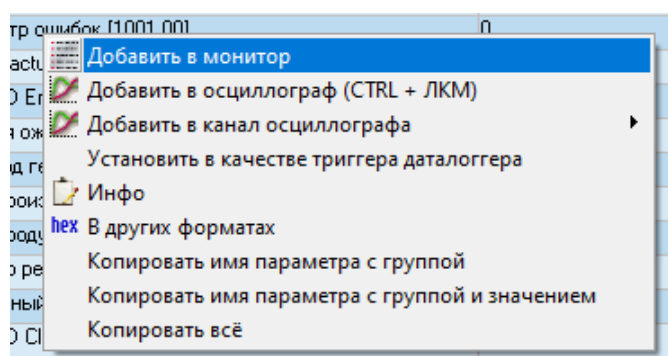 тр ошибок [1001.00] 0
Добавить в монитор
Добавить в осциллограф (CTRL + ЛКМ)
Добавить в канал осциллографа
Установить в качестве триггера даталоггера
Инфо
hex В других форматах
Копировать имя параметра с группой
Копировать имя параметра с группой и значением
Копировать всё